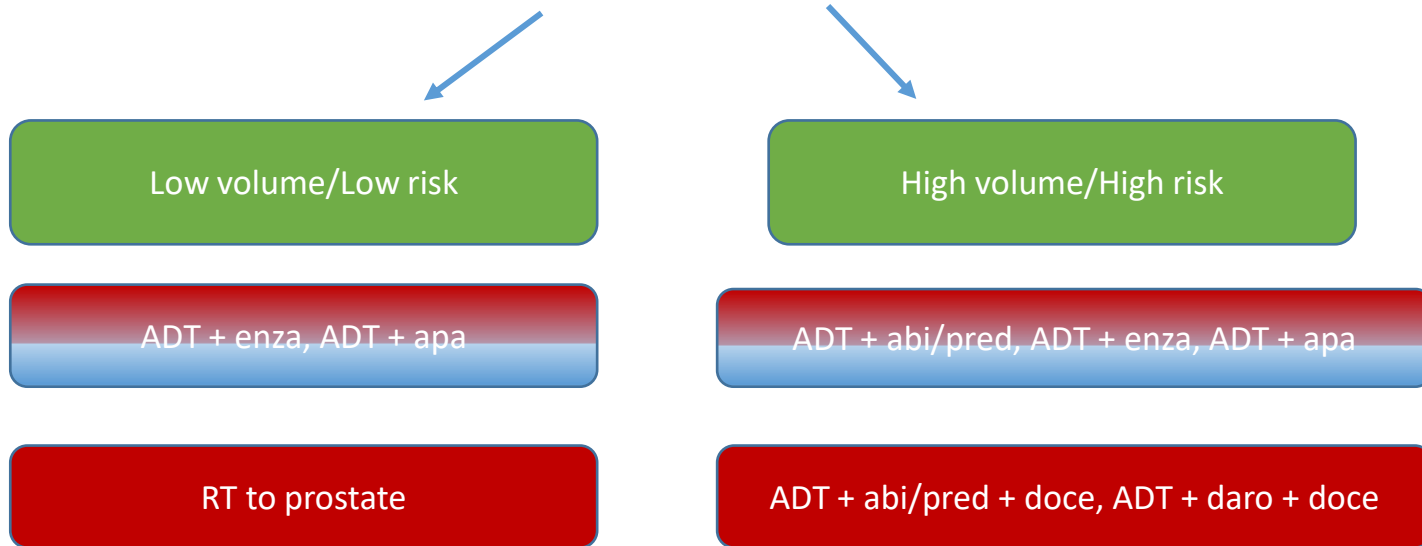 Low volume/Low risk
High volume/High risk
ADT + enza, ADT + apa
ADT + abi/pred, ADT + enza, ADT + apa
RT to prostate
ADT + abi/pred + doce, ADT + daro + doce